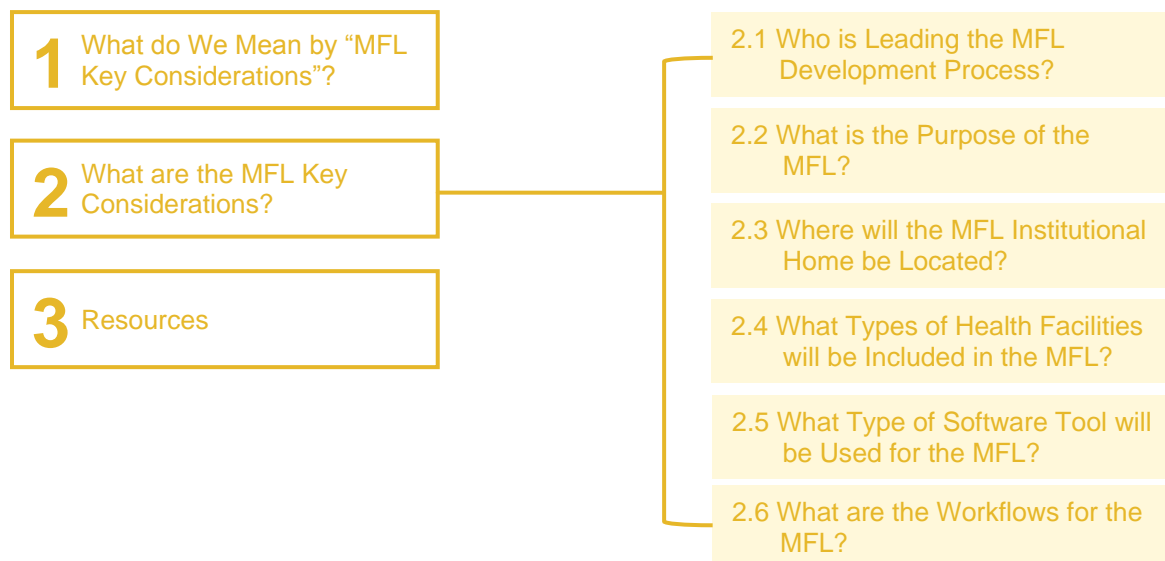 1
What do We Mean by “MFL
Key Considerations”?
2
What are the MFL Key
Considerations?
3
Resources
2.1 Who is Leading the MFL
Development Process?
2.2 What is the Purpose of the
MFL?
2.3 Where will the MFL Institutional
Home be Located?
2.4 What Types of Health Facilities
will be Included in the MFL?
2.5 What Type of Software Tool will
be Used for the MFL?
2.6 What are the Workflows for the
MFL?